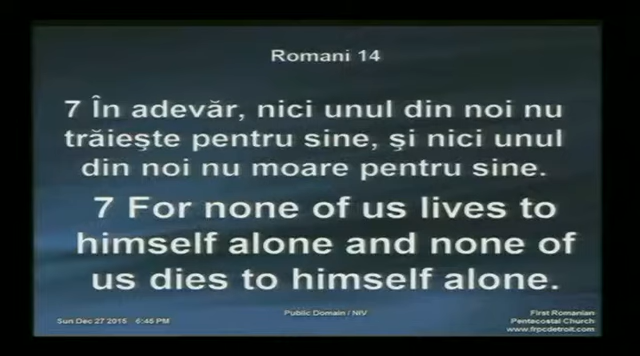 Romani 14
7 În adevăr, nici unul din noi nu
trăieşte pentru sine, şi nici unul
din noi nu moare pentru sine.
7 For none of us lives to
himself alone and none of
us dies to himself alone.
Public Domain / NIV
Sun Dec 27 2015 6:46 PM
First Romanian
Pentecostal Church
www.frpcdetroit.com